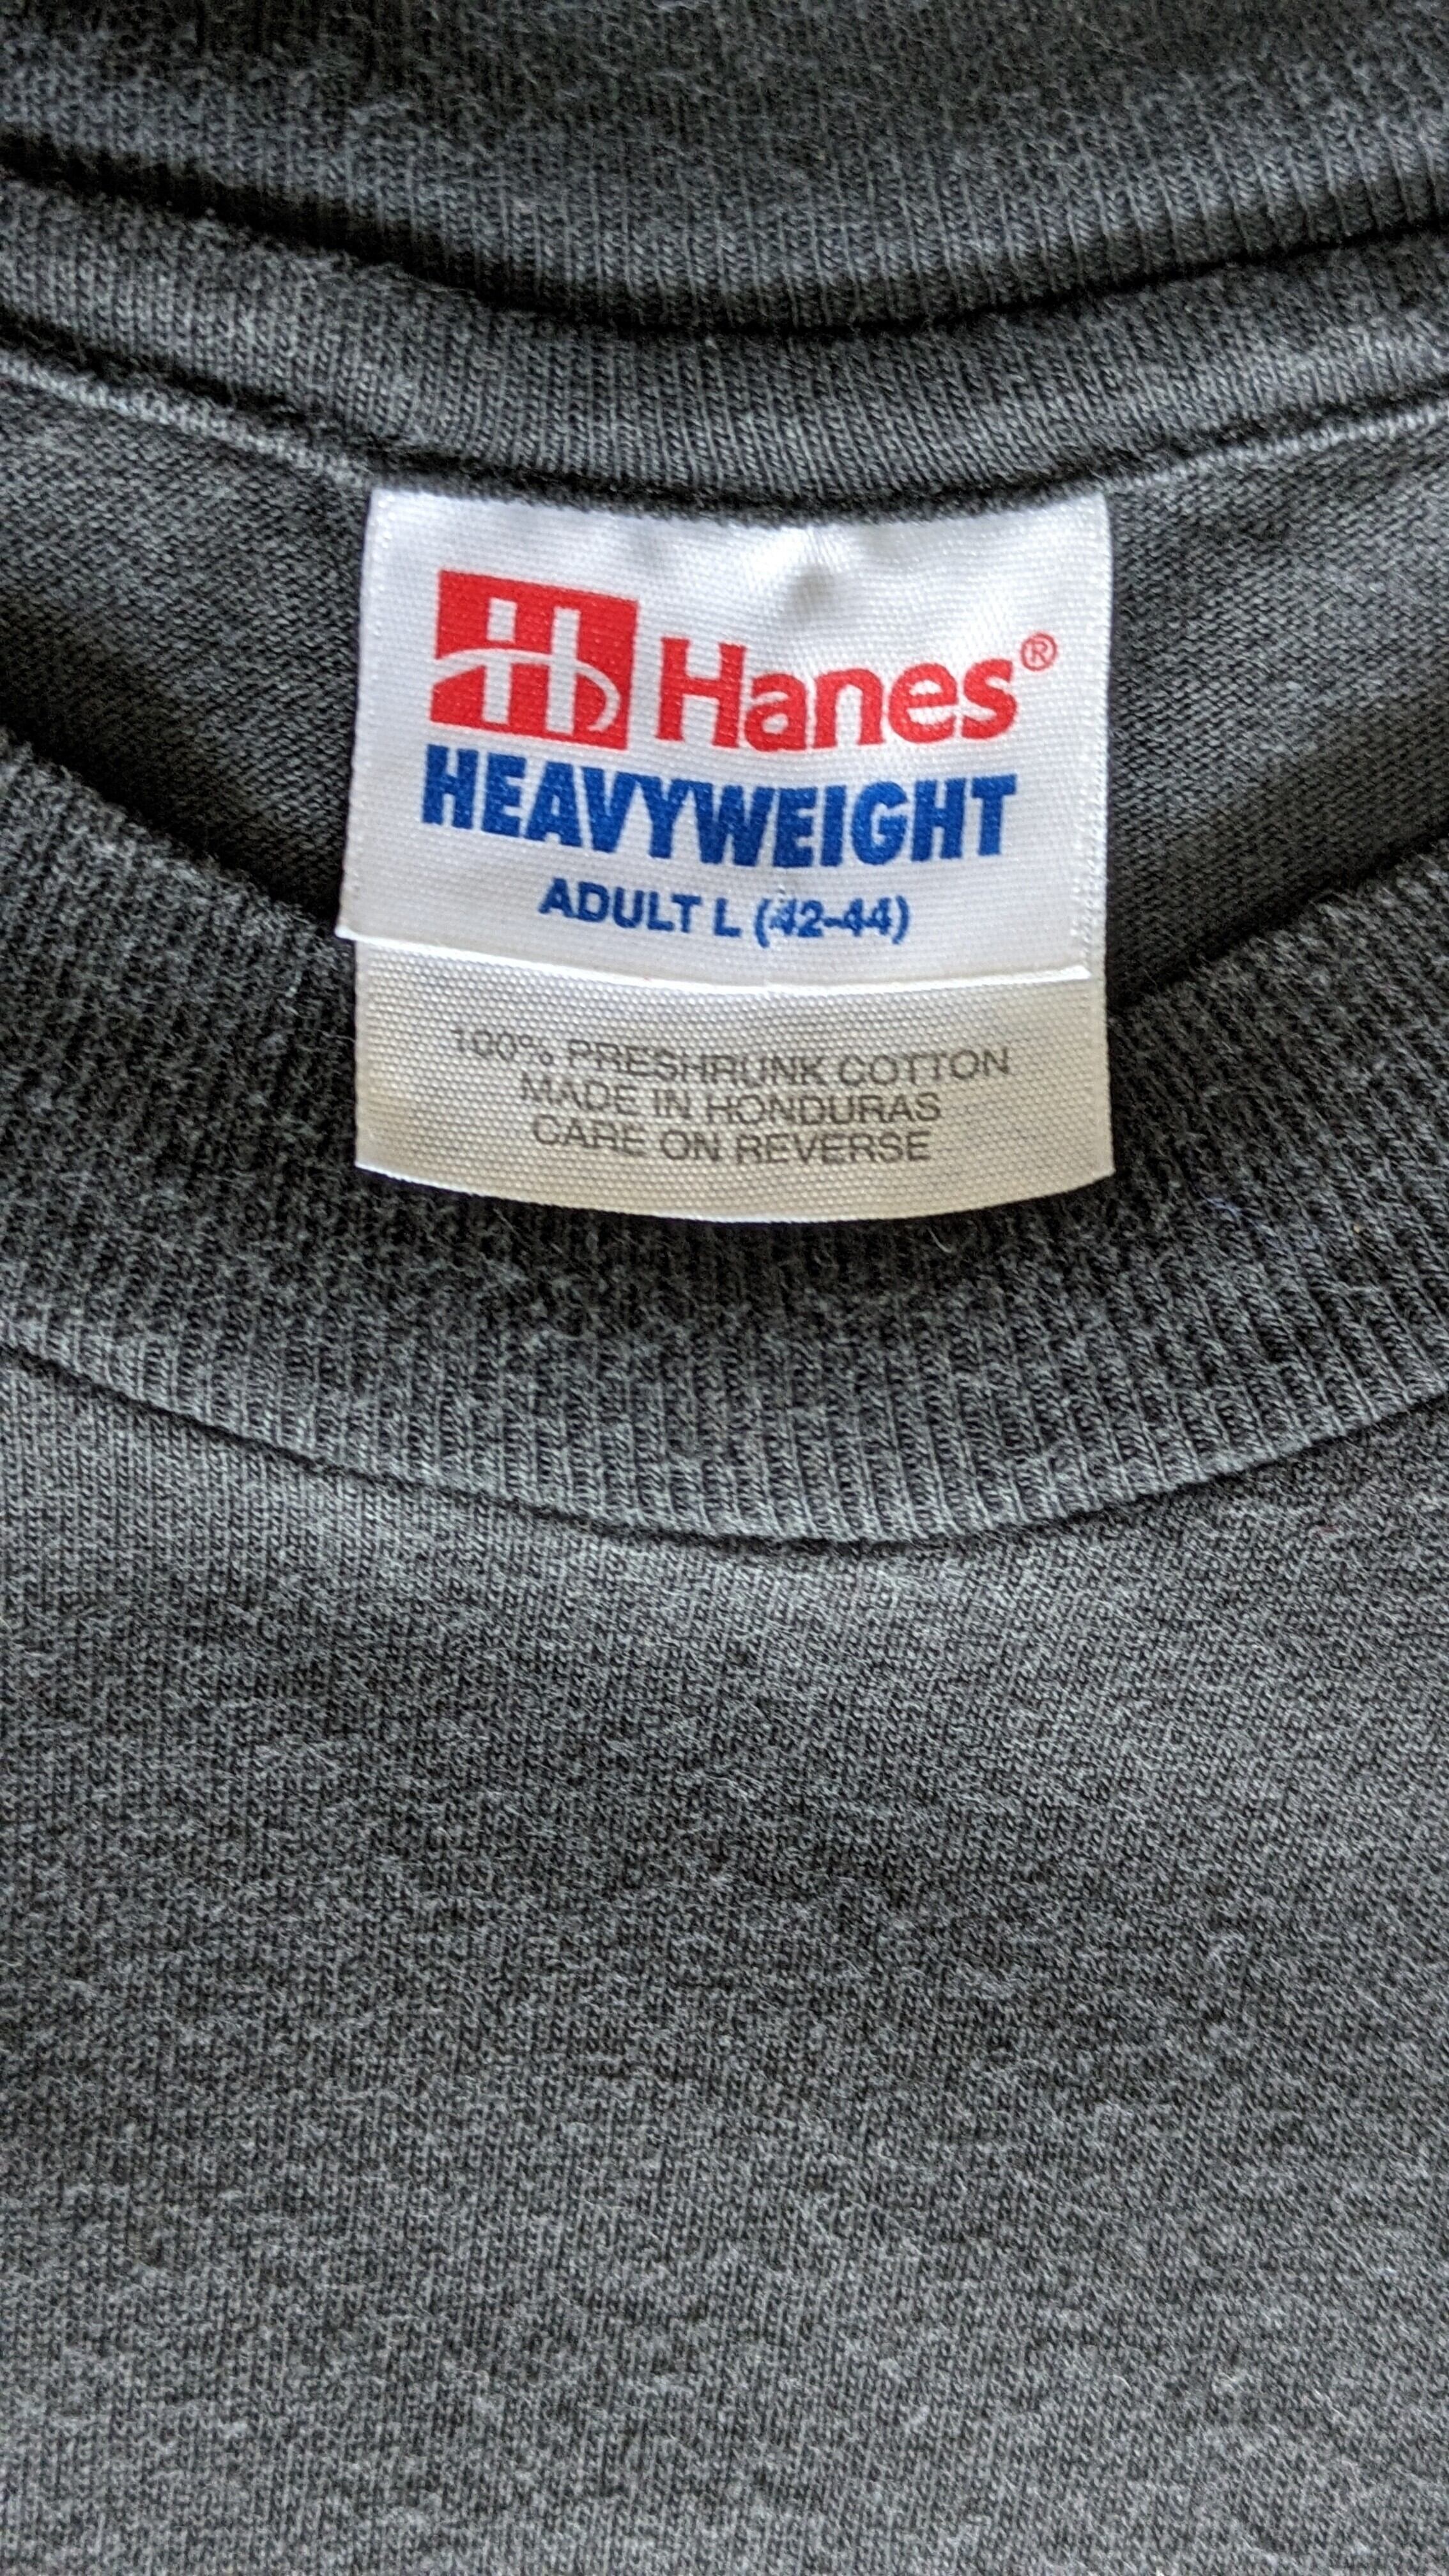 H Hanes®
HEAVYWEIGHT
ADULT L (42-44)
100% PRESHRUNK COTTON
MADE IN HONDURAS
CARE ON REVERSE